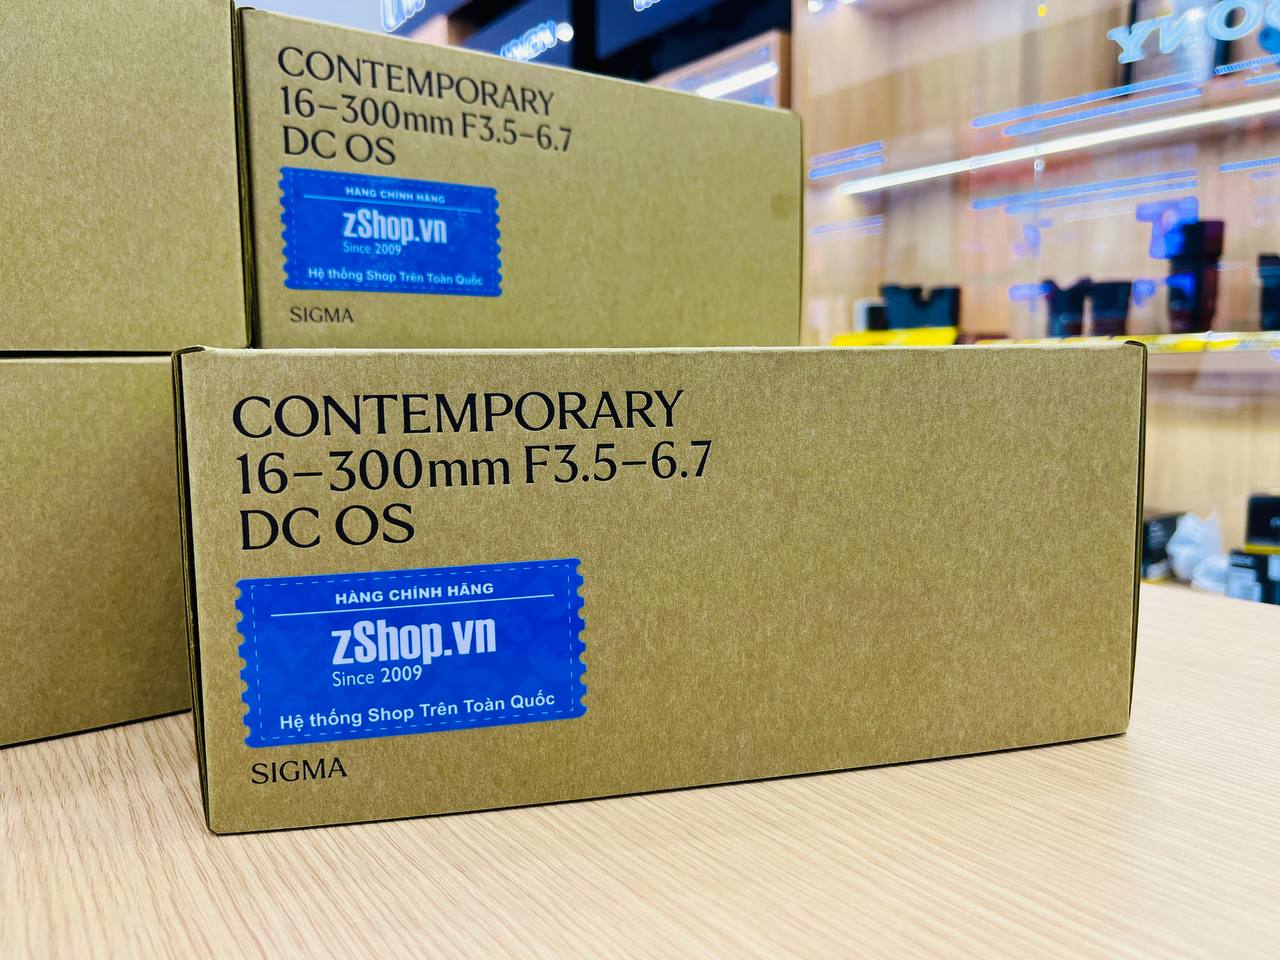 CONTEMPORARY
16–300mm F3.5–6.7
DC OS
HÀNG CHÍNH HÃNG
zShop.vn
Since 2009
Hệ thống Shop Trên Toàn Quốc
SIGMA
CONTEMPORARY
16–300mm F3.5–6.7
DC OS
HÀNG CHÍNH HÃNG
zShop.vn
Since 2009
Hệ thống Shop Trên Toàn Quốc
SIGMA
SONY